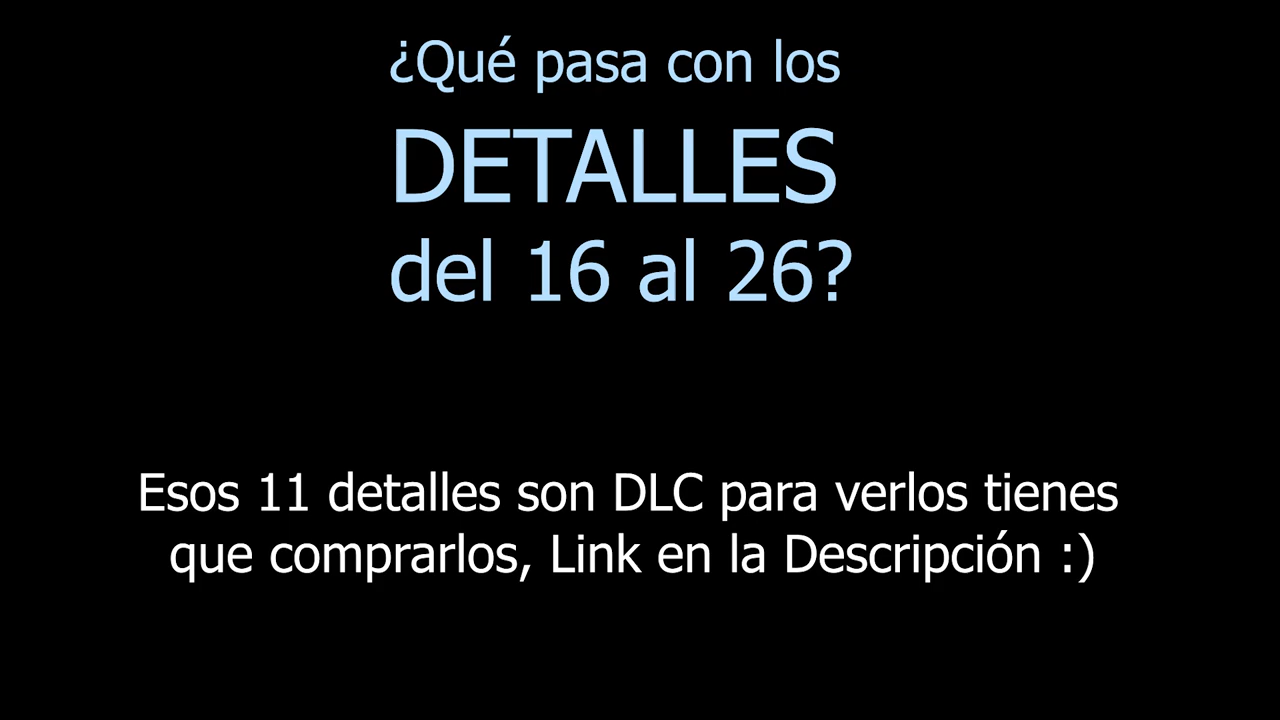 ¿Qué pasa con los
DETALLES
del 16 al 26?
Esos 11 detalles son DLC para verlos tienes
que comprarlos, Link en la Descripción :)